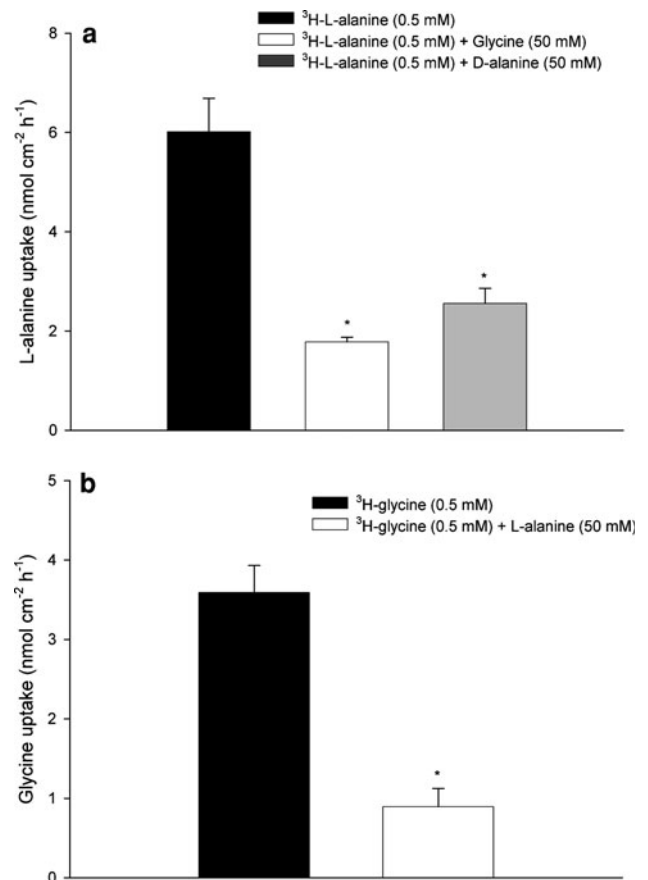 a
³H-L-alanine (0.5 mM)
³H-L-alanine (0.5 mM) + Glycine (50 mM)
³H-L-alanine (0.5 mM) + D-alanine (50 mM)
L-alanine uptake (nmol cm⁻² h⁻¹)
8
6
4
2
0
*
*
b
³H-glycine (0.5 mM)
³H-glycine (0.5 mM) + L-alanine (50 mM)
Glycine uptake (nmol cm⁻² h⁻¹)
5
4
3
2
1
0
*